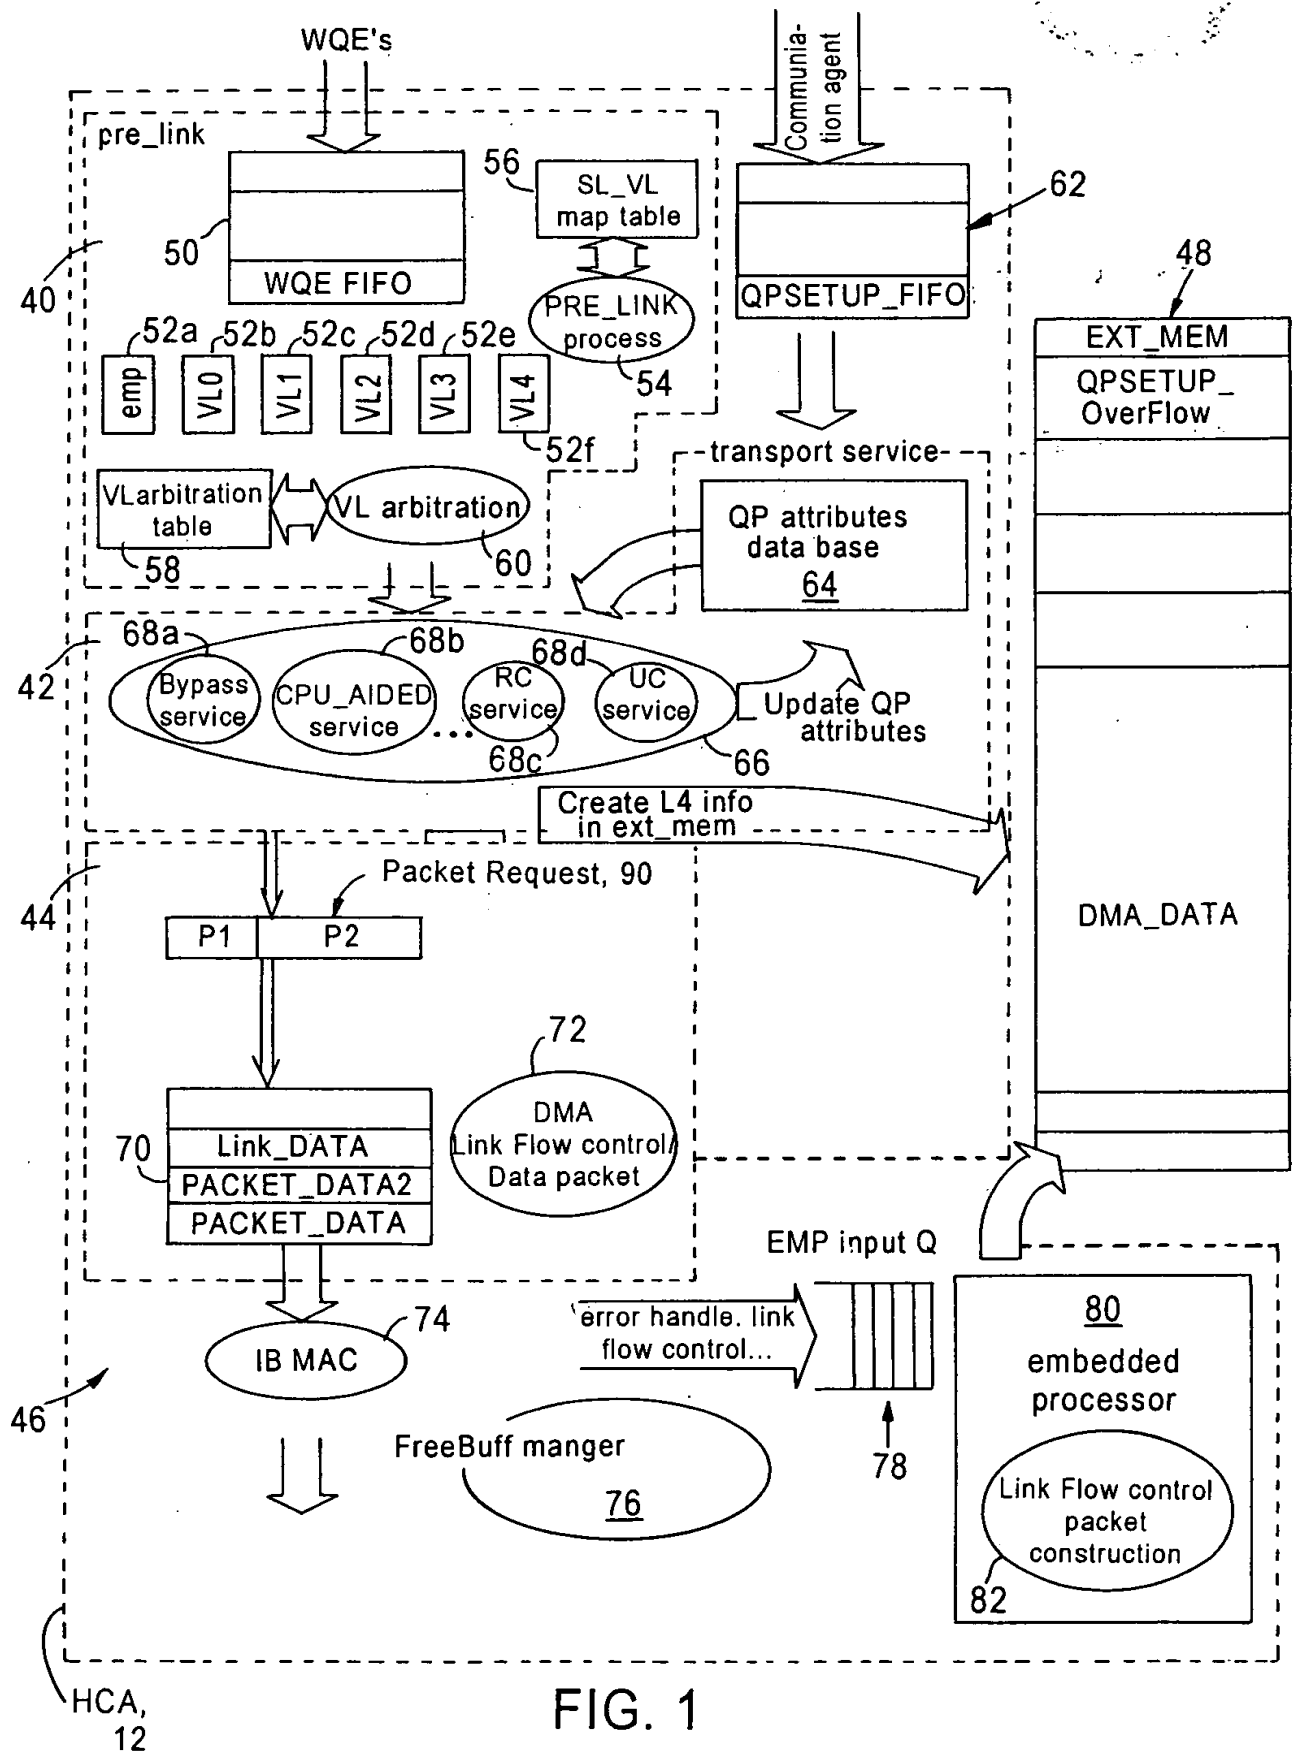 WQE's
Communia-
tion agent
pre_link
56
SL_VL
map table
62
50
WQE FIFO
40
PRE_LINK
process
54
QPSETUP_FIFO
48
EXT_MEM
QPSETUP_
OverFlow
52a
52b
52c
52d
52e
emp
VL0
VL1
VL2
VL3
VL4
52f
transport service
VLarbitration
table
58
VL arbitration
60
QP attributes
data base
64
42
68a
68b
68d
Bypass
service
CPU_AIDED
service
...
RC
service
68c
UC
service
66
Update QP
attributes
Create L4 info
in ext_mem
44
Packet Request, 90
P1
P2
DMA_DATA
72
DMA
Link Flow control/
Data packet
70
Link_DATA
PACKET_DATA2
PACKET_DATA
EMP input Q
error handle. link
flow control...
78
74
IB MAC
46
FreeBuff manger
76
80
embedded
processor
Link Flow control
packet
construction
82
HCA,
12
FIG. 1